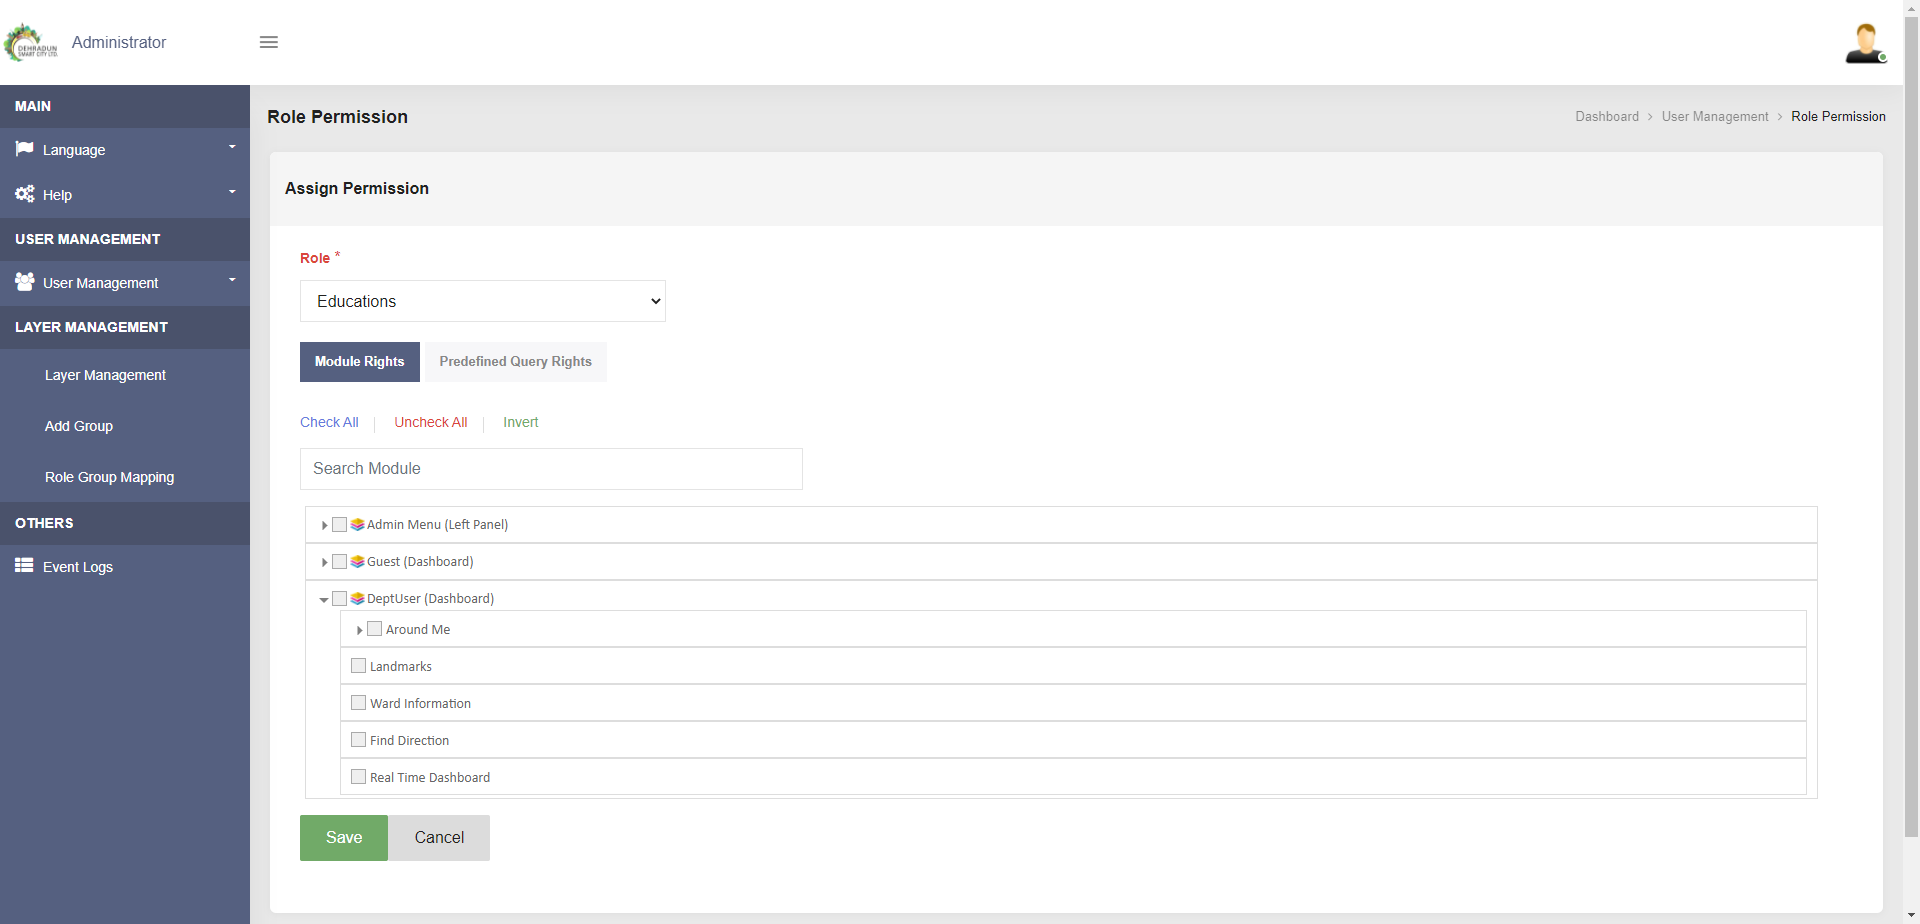 DEHRADUN
SMART CITY LTD.
Administrator
MAIN
Language
Help
USER MANAGEMENT
User Management
LAYER MANAGEMENT
Layer Management
Add Group
Role Group Mapping
OTHERS
Event Logs
Role Permission
Dashboard > User Management > Role Permission
Assign Permission
Role *
Educations
Module Rights Predefined Query Rights
Check All Uncheck All Invert
Search Module
Admin Menu (Left Panel)
Guest (Dashboard)
DeptUser (Dashboard)
Around Me
Landmarks
Ward Information
Find Direction
Real Time Dashboard
Save Cancel